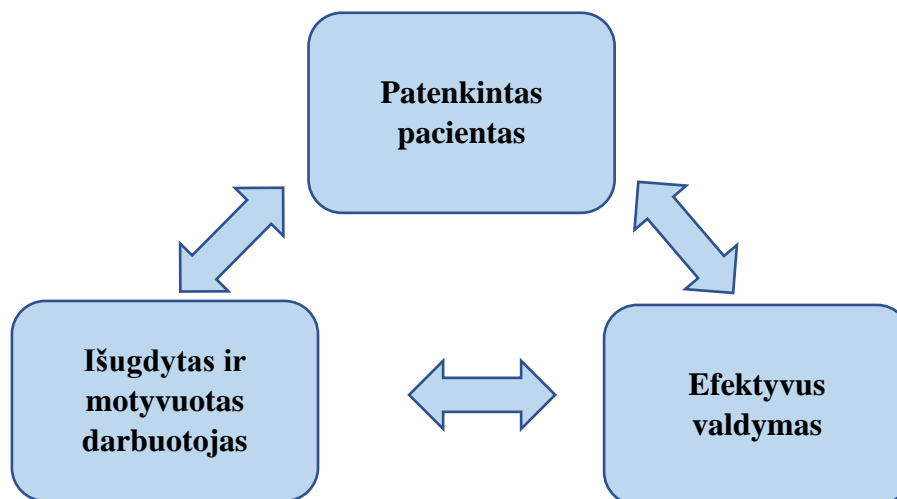 Patenkintas
pacientas
Išugdytas ir
motyvuotas
darbuotojas
Efektyvus
valdymas